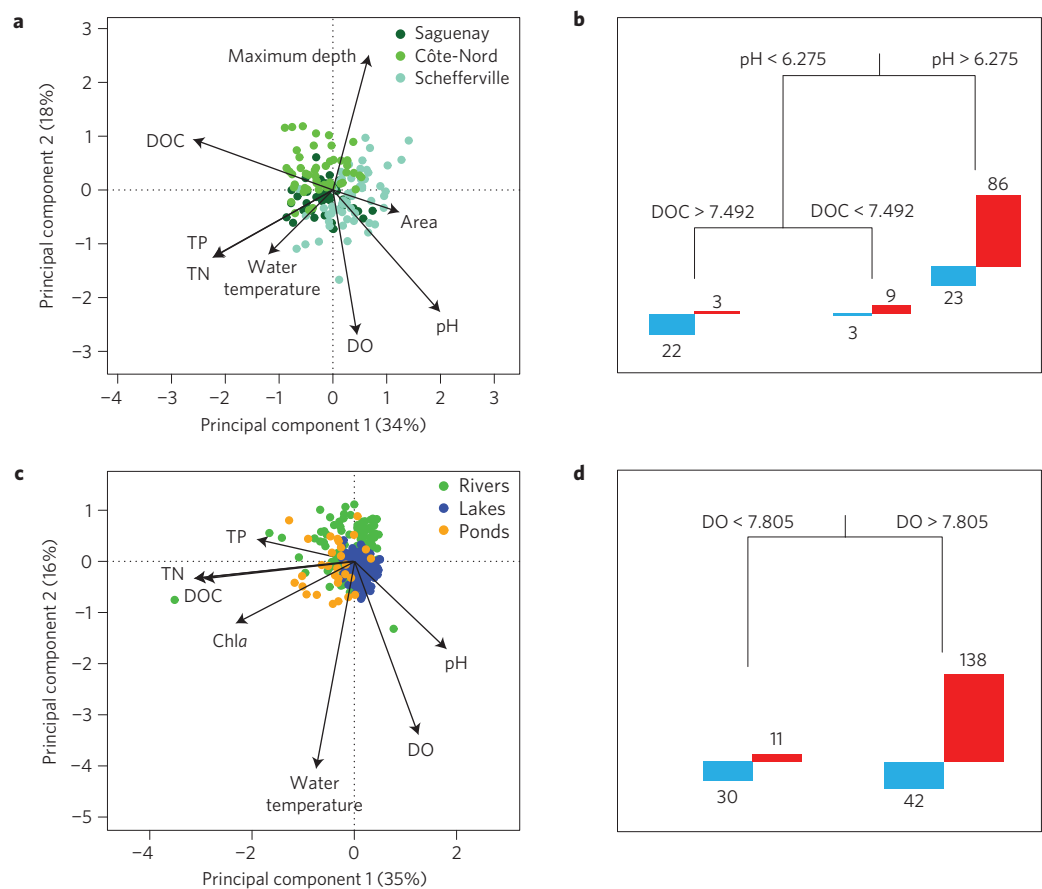 a
3
2
1
0
−1
−2
−3
Principal component 2 (18%)
−4
−3
−2
−1
0
1
2
3
Principal component 1 (34%)
Saguenay
Côte-Nord
Schefferville
Maximum depth
DOC
TP
TN
Water
temperature
Area
pH
DO
b
pH < 6.275
pH > 6.275
DOC > 7.492
DOC < 7.492
86
23
3
22
9
3
c
1
0
−1
−2
−3
−4
−5
Principal component 2 (16%)
−4
−2
0
2
Principal component 1 (35%)
Rivers
Lakes
Ponds
TP
TN
DOC
Chla
pH
DO
Water
temperature
d
DO < 7.805
DO > 7.805
138
11
30
42